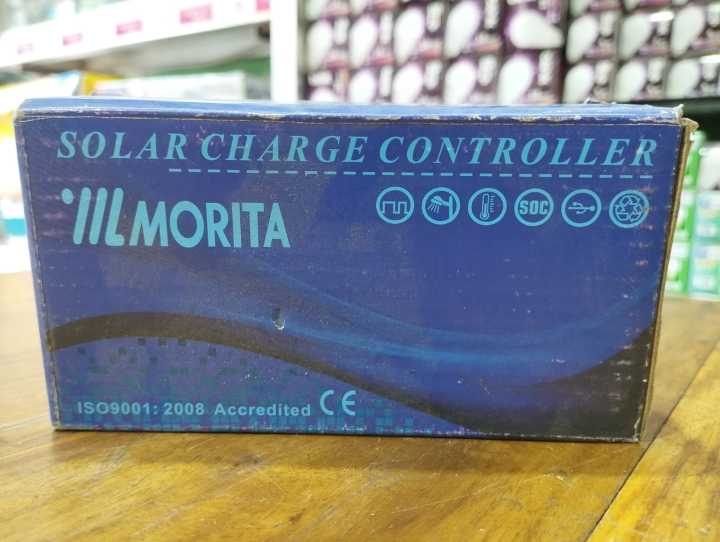 SOLAR CHARGE CONTROLLER
MORITA
SOC
ISO9001: 2008 Accredited CE